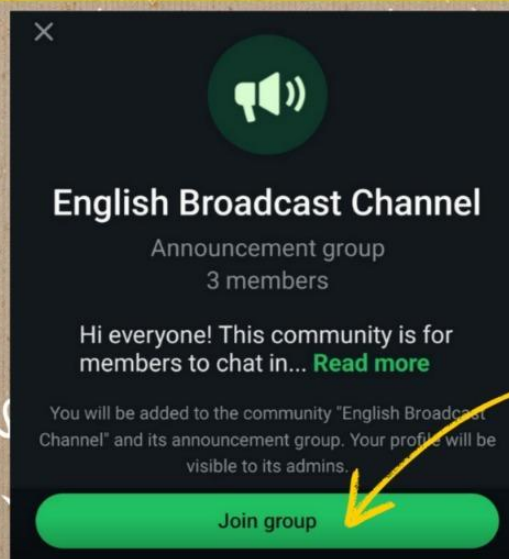 English Broadcast Channel
Announcement group
3 members
Hi everyone! This community is for
members to chat in... Read more
You will be added to the community "English Broadcast
Channel" and its announcement group. Your profile will be
visible to its admins.
Join group